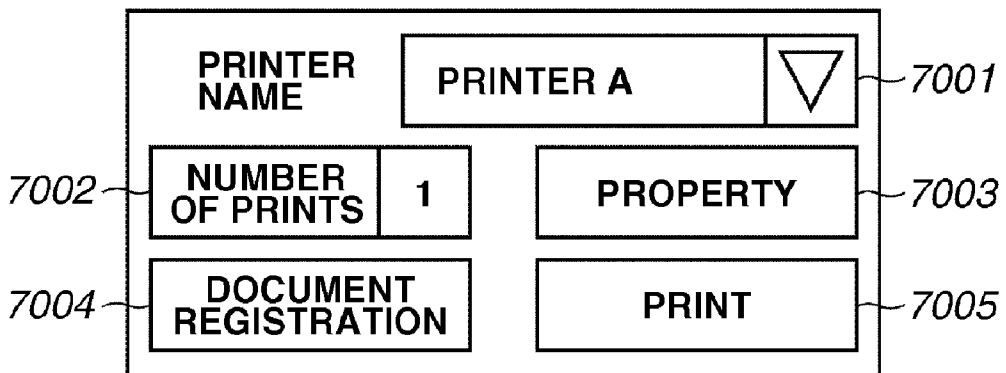 PRINTER
NAME
PRINTER A
7001
7002
NUMBER
OF PRINTS
1
PROPERTY
7003
7004
DOCUMENT
REGISTRATION
PRINT
7005